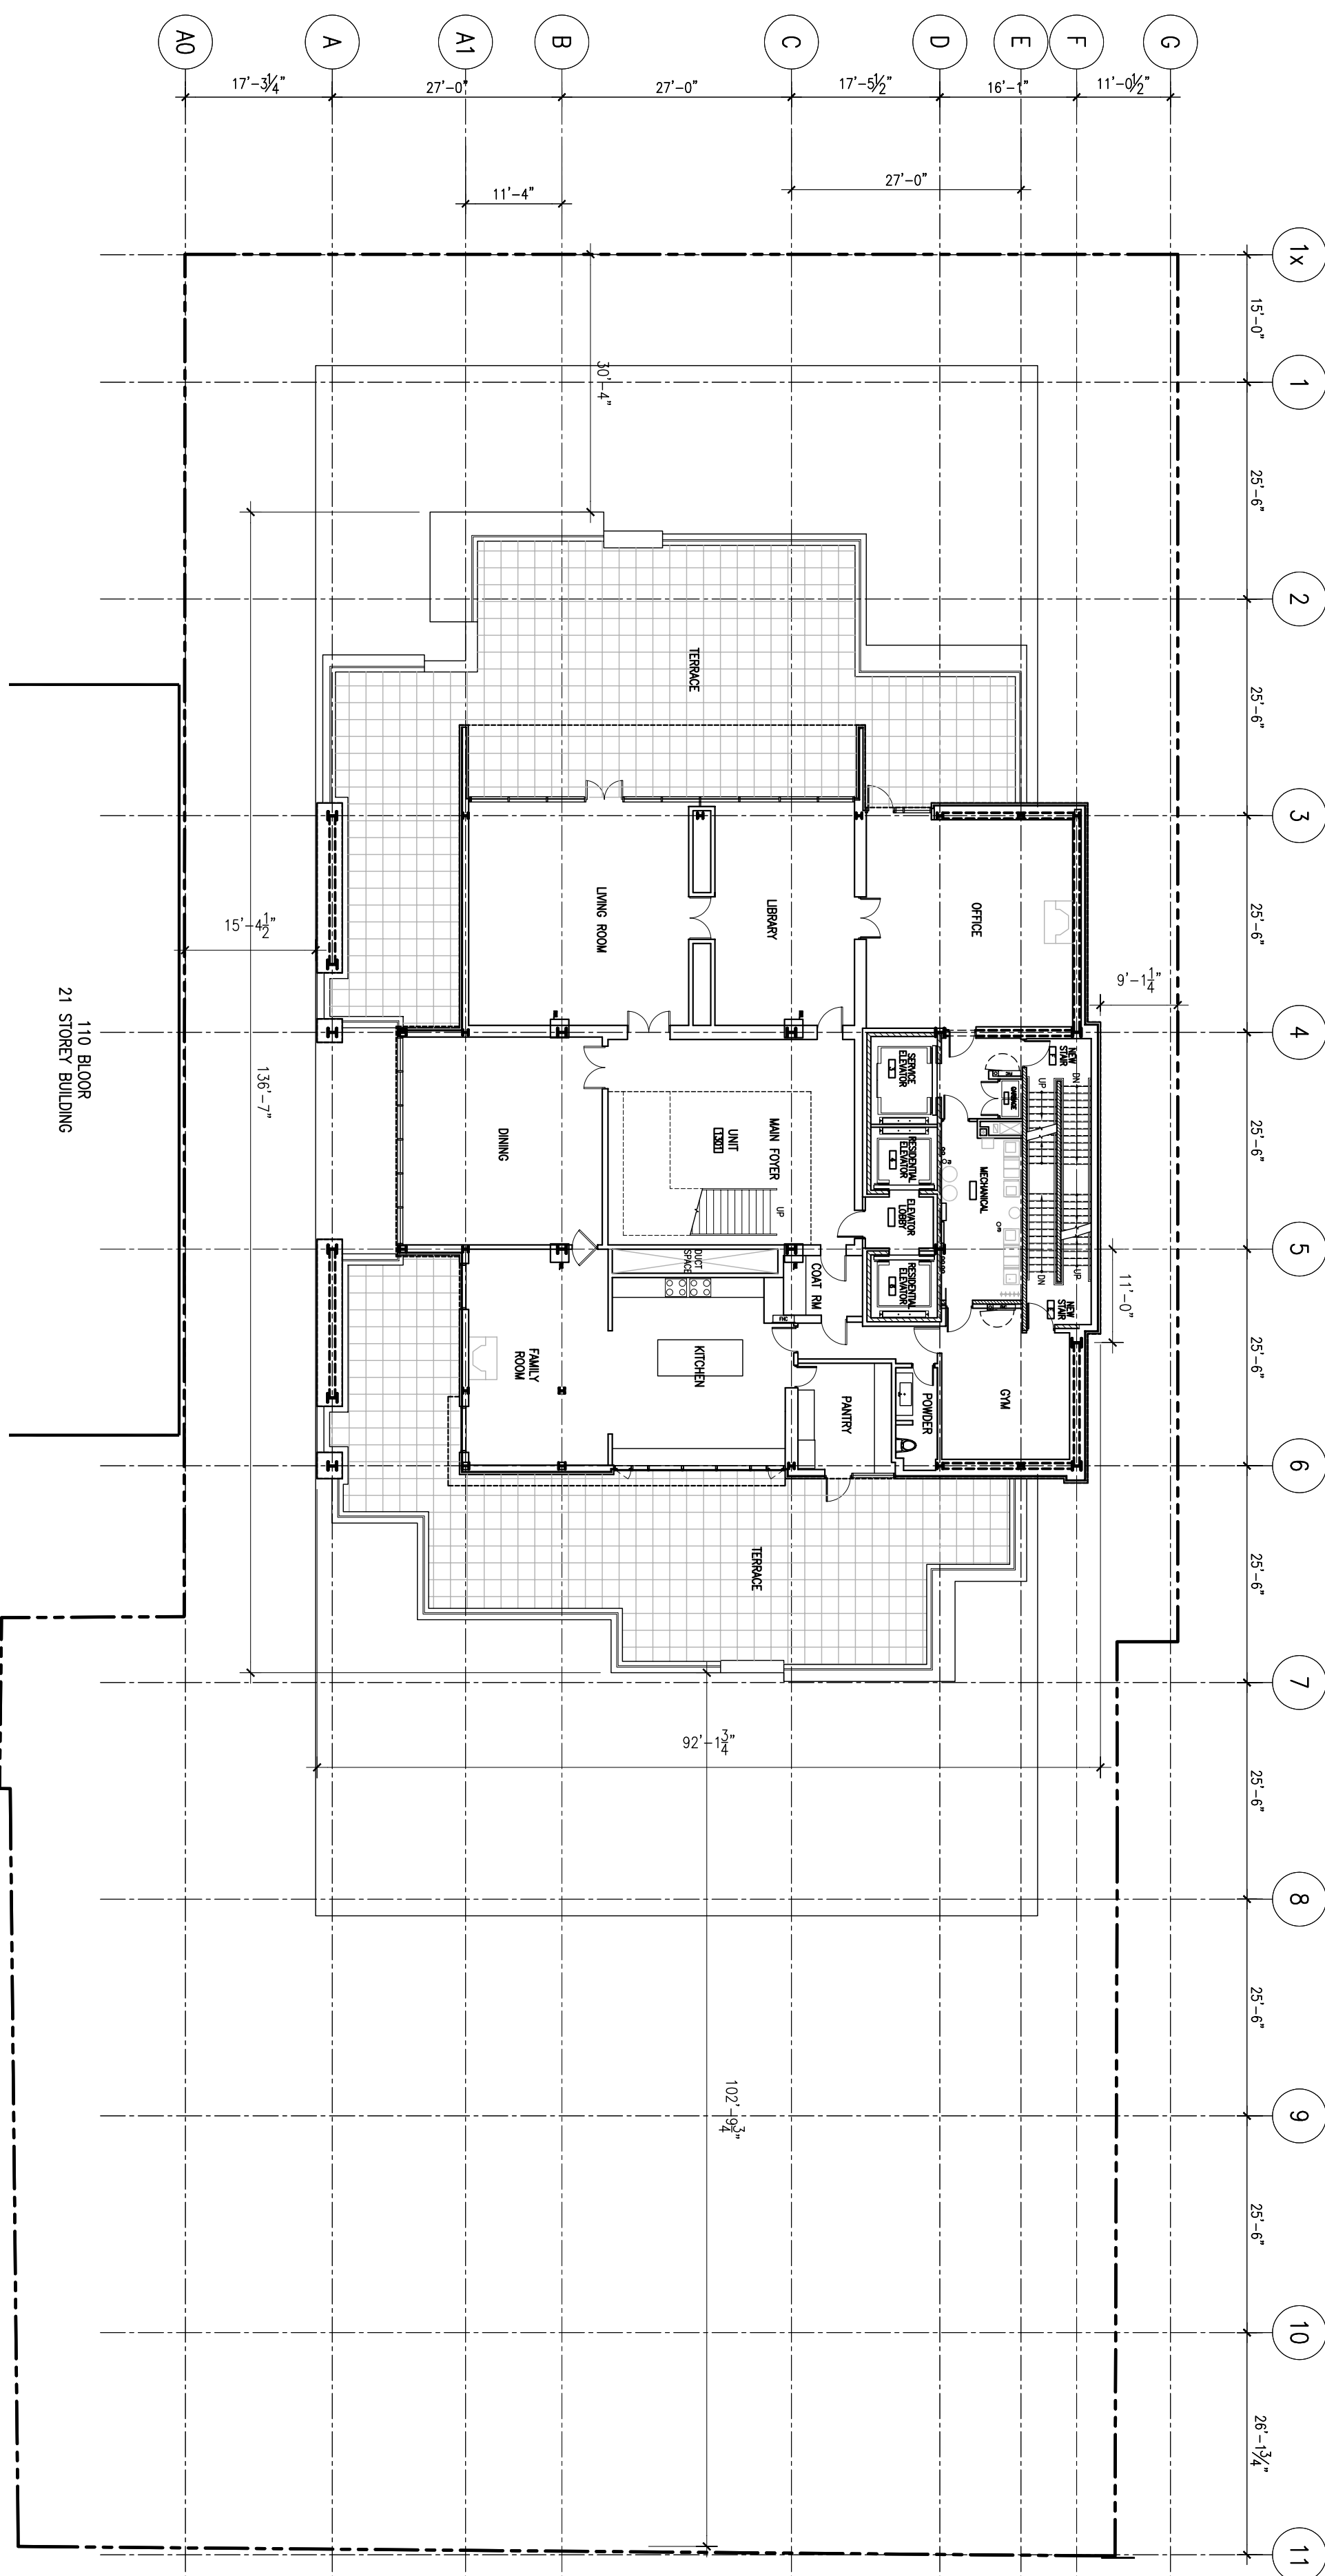 A0
A
A1
B
C
D
E
F
G
17'-3¼"
27'-0"
27'-0"
17'-5½"
16'-1"
11'-0½"
27'-0"
11'-4"
1x
1
2
3
4
5
6
7
8
9
10
11
15'-0"
25'-6"
25'-6"
25'-6"
25'-6"
25'-6"
25'-6"
25'-6"
25'-6"
25'-6"
26'-1¾"
30'-4"
136'-7"
15'-4½"
9'-1¼"
11'-0"
92'-1¾"
102'-9¾"
TERRACE
LIVING ROOM
LIBRARY
OFFICE
DINING
MAIN FOYER
UNIT
1301
UP
SERVICE
ELEVATOR
RESIDENTIAL
ELEVATOR
ELEVATOR
LOBBY
RESIDENTIAL
ELEVATOR
MECHANICAL
GARBAGE
NEW
STAIR
DN
UP
UP
DN
NEW
STAIR
DUCT
SPACE
COAT RM
KITCHEN
FAMILY
ROOM
PANTRY
POWDER
GYM
TERRACE
110 BLOOR
21 STOREY BUILDING